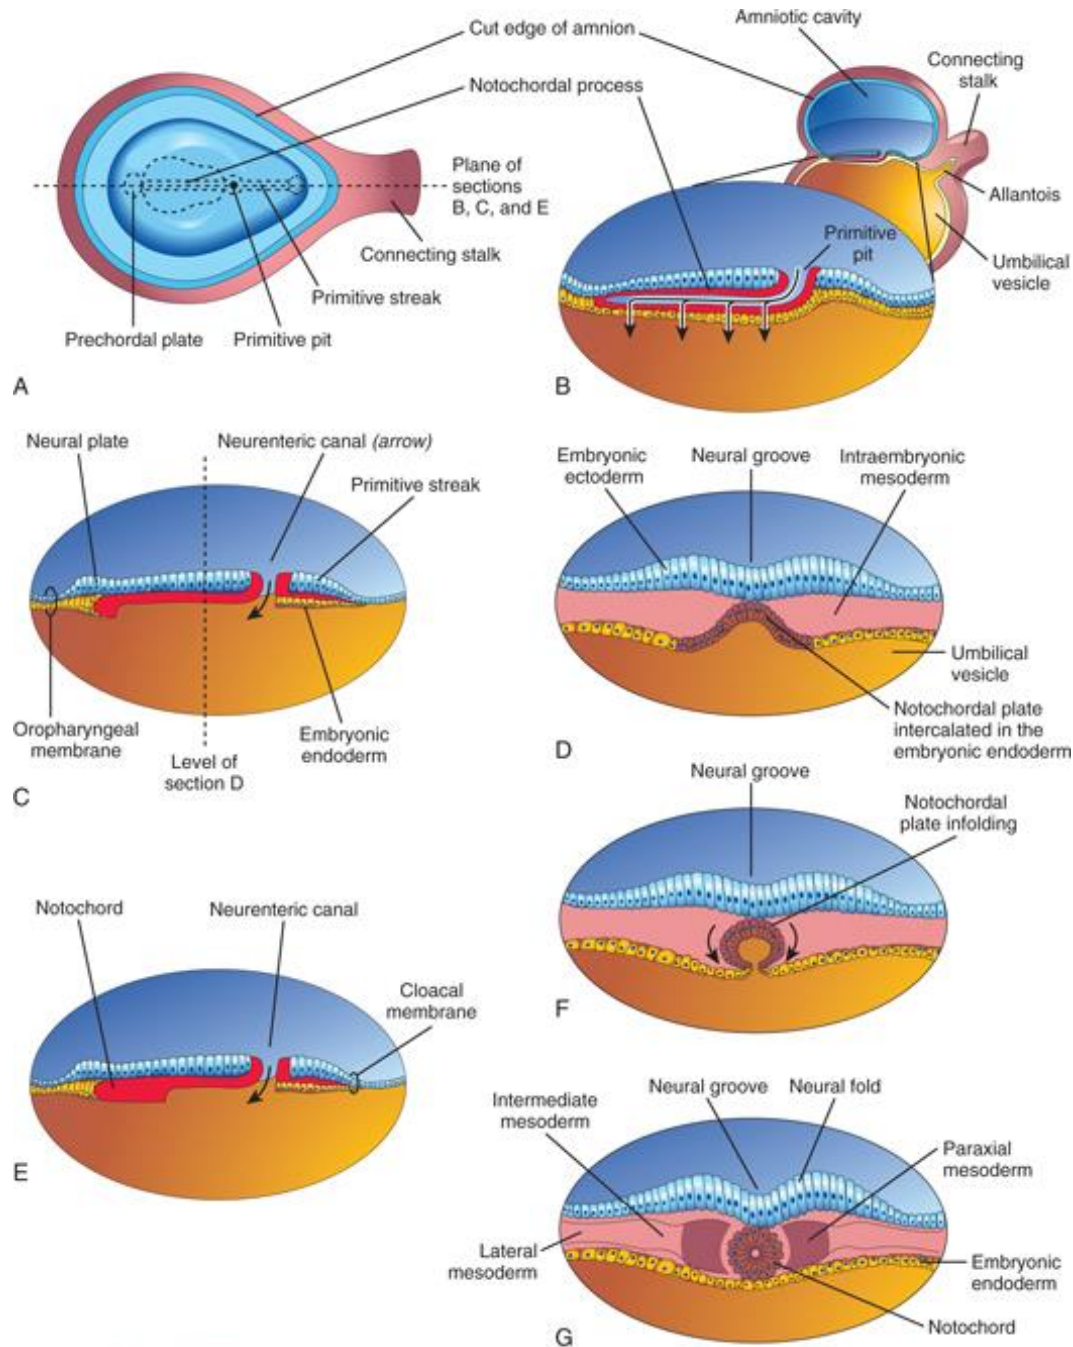 Cut edge of amnion
Notochordal process
Plane of
sections
B, C, and E
Connecting stalk
Primitive streak
Prechordal plate
Primitive pit
A
Amniotic cavity
Connecting
stalk
Allantois
Umbilical
vesicle
Primitive
pit
B
Neural plate
Neurenteric canal (arrow)
Primitive streak
Oropharyngeal
membrane
Level of
section D
Embryonic
endoderm
C
Embryonic
ectoderm
Neural groove
Intraembryonic
mesoderm
Umbilical
vesicle
Notochordal plate
intercalated in the
embryonic endoderm
D
Notochord
Neurenteric canal
Cloacal
membrane
E
Neural groove
Notochordal
plate infolding
F
Intermediate
mesoderm
Neural groove
Neural fold
Paraxial
mesoderm
Lateral
mesoderm
Embryonic
endoderm
Notochord
G